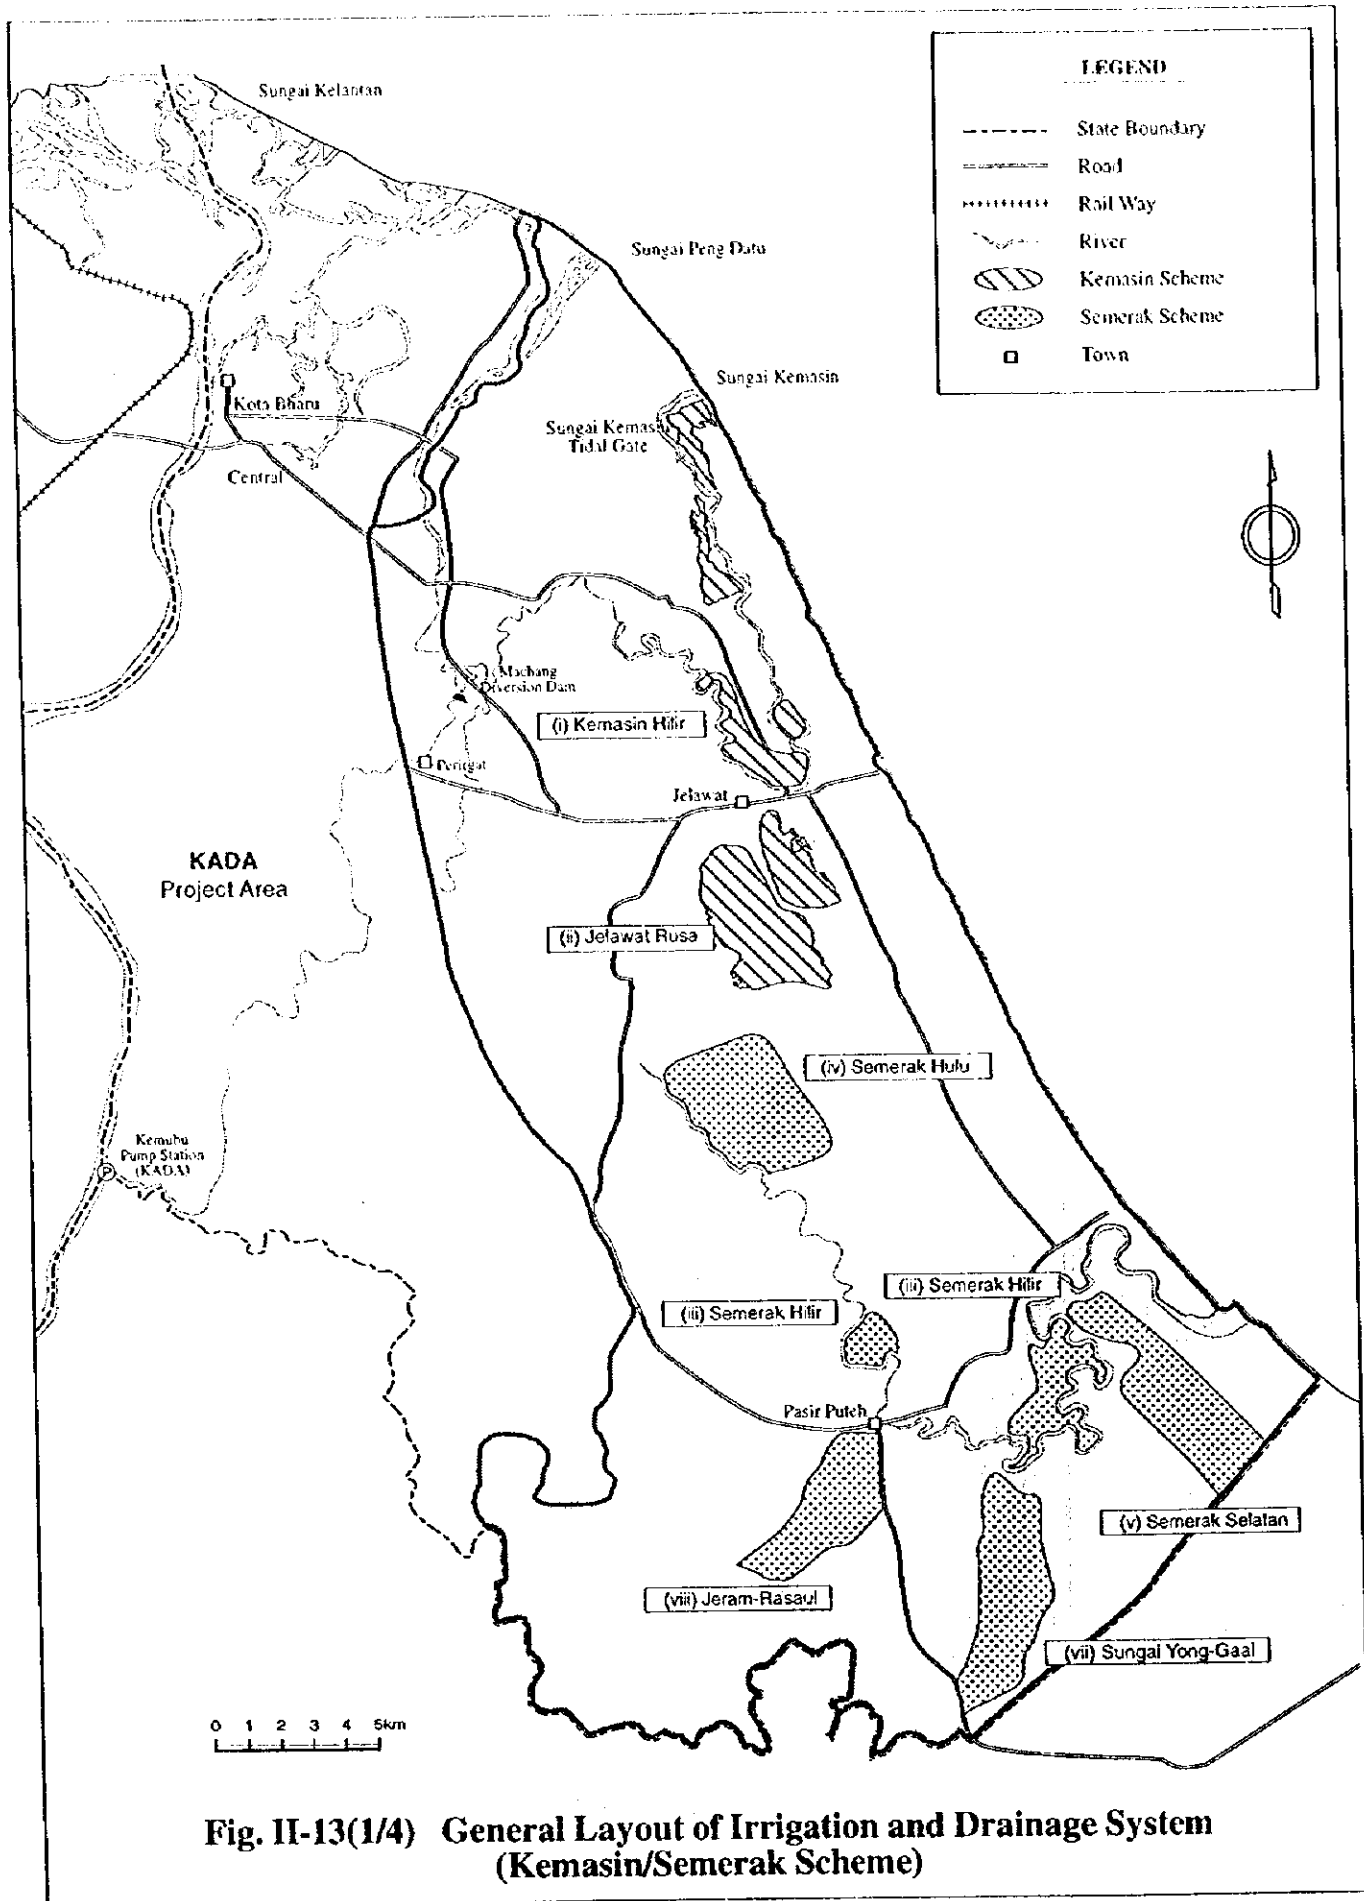 LEGEND
State Boundary
Road
Rail Way
River
Kemasin Scheme
Semerak Scheme
Town
Sungai Kelantan
Sungai Peng Datu
Sungai Kemasin
Sungai Kemas
Tidal Gate
Kota Bharu
Central
Machang
Diversion Dam
(i) Kemasin Hilir
Peringat
Jelawat
KADA
Project Area
(ii) Jelawat Rusa
(iv) Semerak Hulu
Kemubu
Pump Station
(KADA)
P
(iii) Semerak Hilir
(iii) Semerak Hilir
Pasir Puteh
(v) Semerak Selatan
(viii) Jeram-Rasaul
(vii) Sungai Yong-Gaal
0 1 2 3 4 5km
Fig. II-13(1/4) General Layout of Irrigation and Drainage System
(Kemasin/Semerak Scheme)